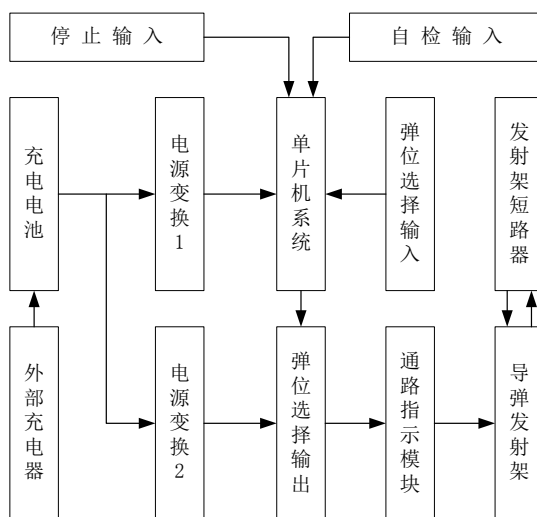 停止输入
自检输入
充电电池
电源变换1
单片机系统
弹位选择输入
发射架短路器
外部充电器
电源变换2
弹位选择输出
通路指示模块
导弹发射架